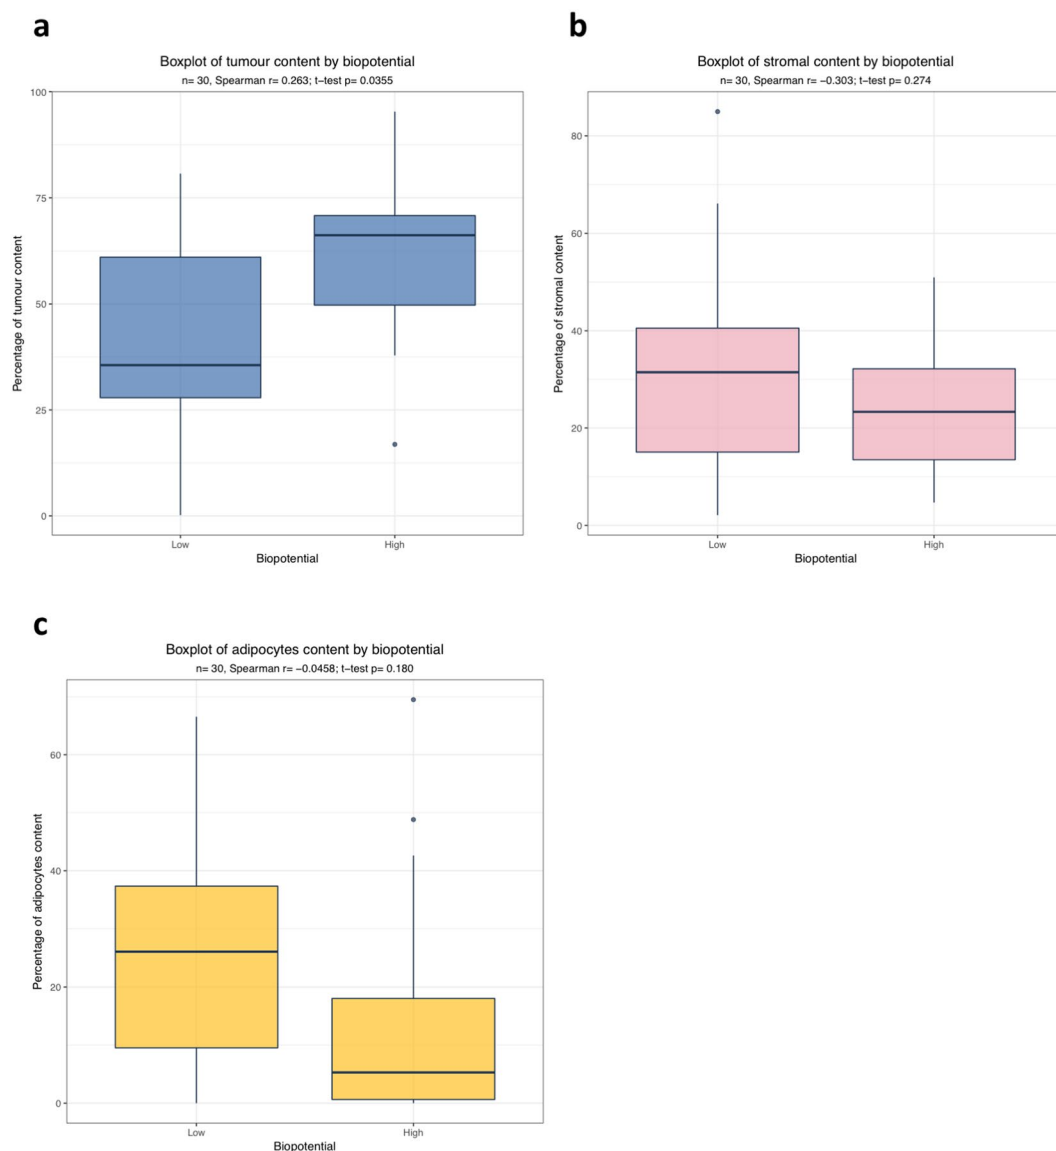 a
Boxplot of tumour content by biopotential
n= 30, Spearman r= 0.263; t−test p= 0.0355
Percentage of tumour content
100
75
50
25
0
Low
High
Biopotential
b
Boxplot of stromal content by biopotential
n= 30, Spearman r= −0.303; t−test p= 0.274
Percentage of stromal content
80
60
40
20
0
Low
High
Biopotential
c
Boxplot of adipocytes content by biopotential
n= 30, Spearman r= −0.0458; t−test p= 0.180
Percentage of adipocytes content
60
40
20
0
Low
High
Biopotential